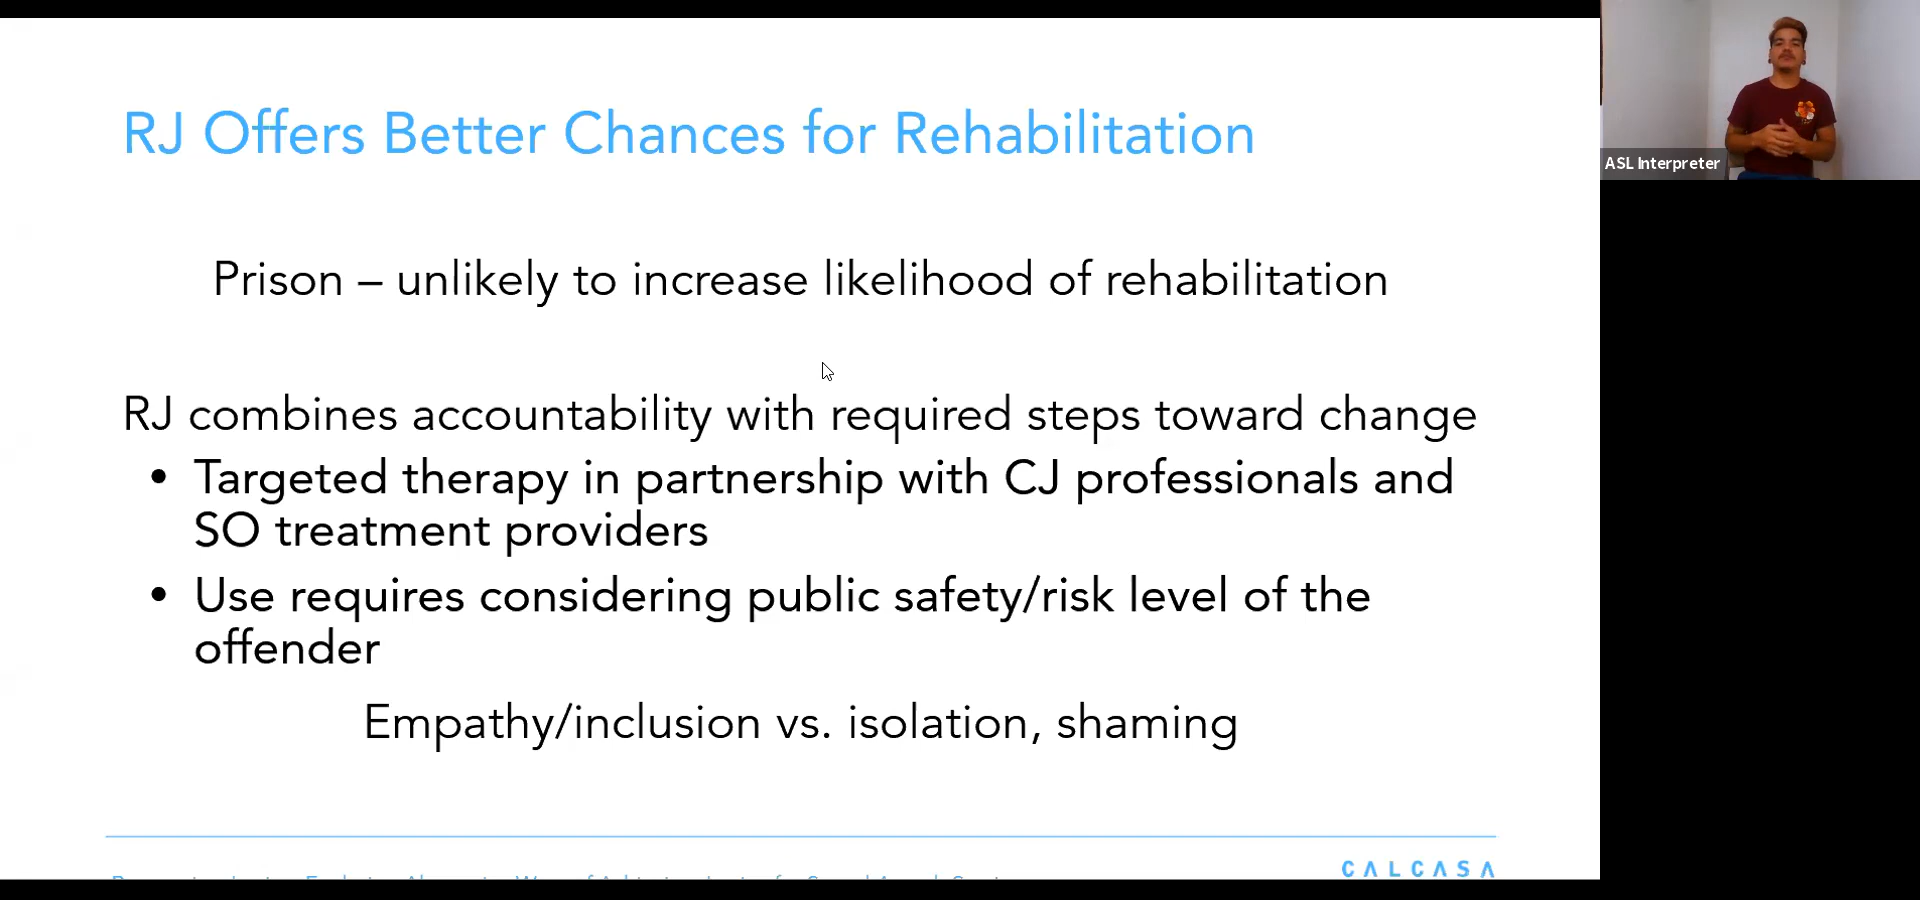 RJ Offers Better Chances for Rehabilitation
ASL Interpreter
Prison – unlikely to increase likelihood of rehabilitation
RJ combines accountability with required steps toward change
• Targeted therapy in partnership with CJ professionals and
SO treatment providers
• Use requires considering public safety/risk level of the
offender
Empathy/inclusion vs. isolation, shaming
CALCASA